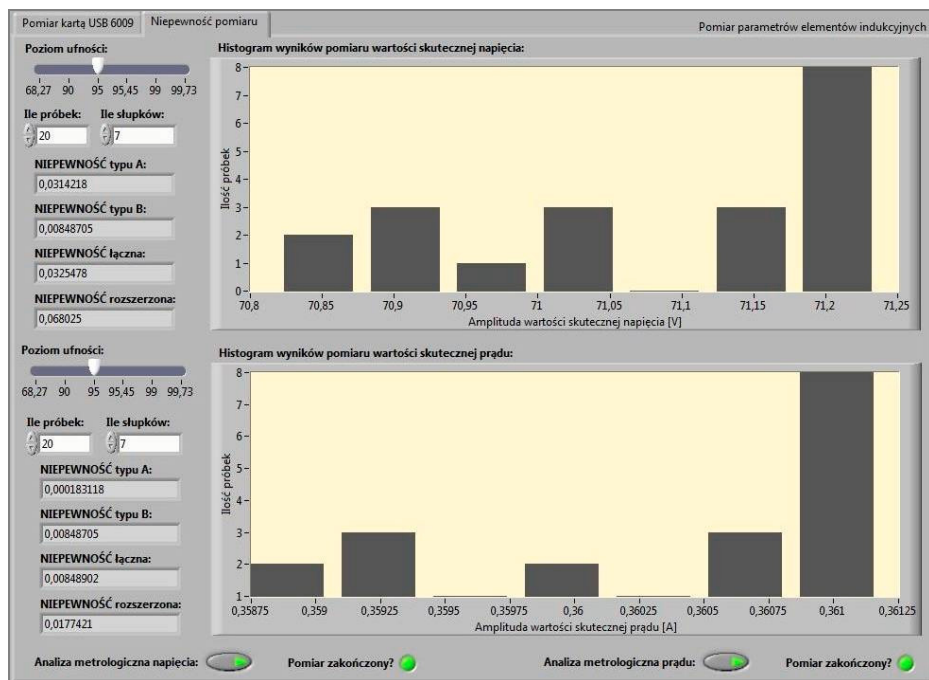 Pomiar kartą USB 6009
Niepewność pomiaru
Pomiar parametrów elementów indukcyjnych
Poziom ufności:
68,27 90 95 95,45 99 99,73
Ile próbek: Ile słupków:
20 7
NIEPEWNOŚĆ typu A:
0,0314218
NIEPEWNOŚĆ typu B:
0,00848705
NIEPEWNOŚĆ łączna:
0,0325478
NIEPEWNOŚĆ rozszerzona:
0,068025
Histogram wyników pomiaru wartości skutecznej napięcia:
Ilość próbek
8
7
6
5
4
3
2
1
0
70,8 70,85 70,9 70,95 71 71,05 71,1 71,15 71,2 71,25
Amplituda wartości skutecznej napięcia [V]
Poziom ufności:
68,27 90 95 95,45 99 99,73
Ile próbek: Ile słupków:
20 7
NIEPEWNOŚĆ typu A:
0,000183118
NIEPEWNOŚĆ typu B:
0,00848705
NIEPEWNOŚĆ łączna:
0,00848902
NIEPEWNOŚĆ rozszerzona:
0,0177421
Histogram wyników pomiaru wartości skutecznej prądu:
Ilość próbek
8
7
6
5
4
3
2
1
0,35875 0,359 0,35925 0,3595 0,35975 0,36 0,36025 0,3605 0,36075 0,361 0,36125
Amplituda wartości skutecznej prądu [A]
Analiza metrologiczna napięcia: Pomiar zakończony? Analiza metrologiczna prądu: Pomiar zakończony?